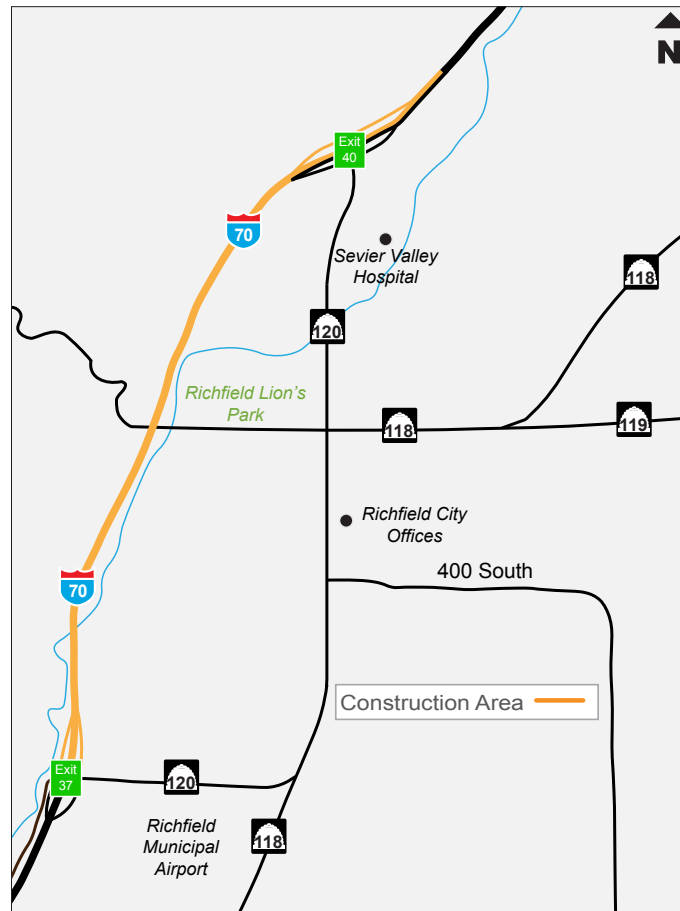 N
Exit
40
70
Sevier Valley
Hospital
118
120
Richfield Lion's
Park
118
119
Richfield City
Offices
400 South
70
Construction Area
Exit
37
120
Richfield
Municipal
Airport
118